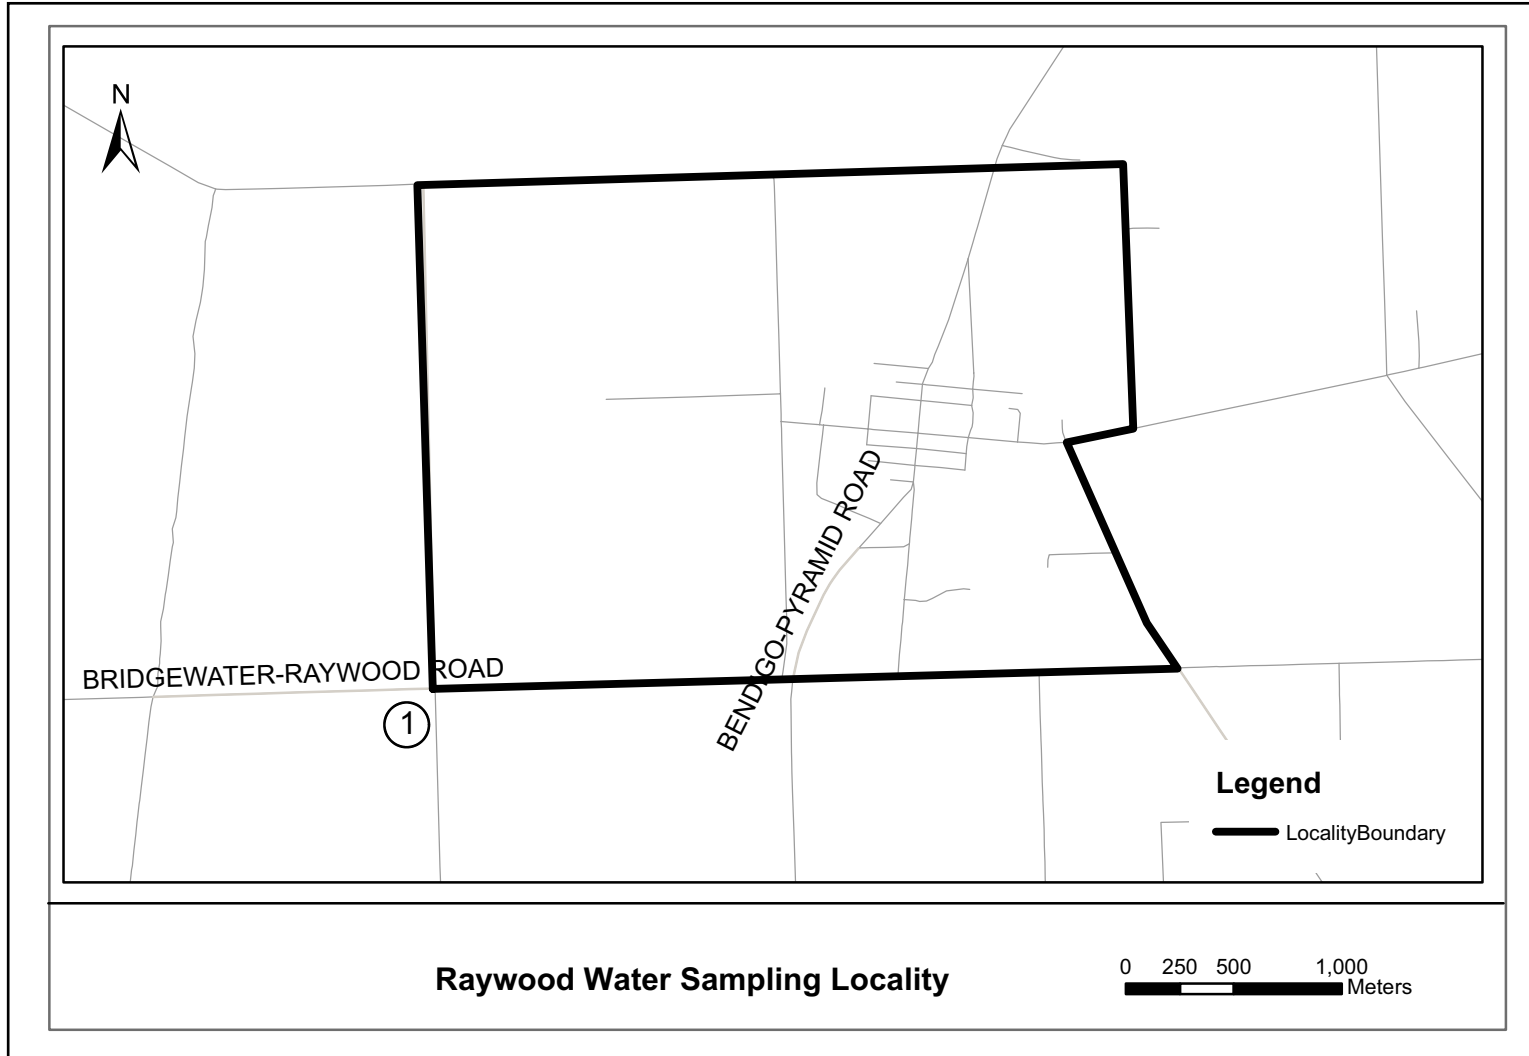 N
BRIDGEWATER-RAYWOOD ROAD
BENDIGO-PYRAMID ROAD
1
Legend
LocalityBoundary
Raywood Water Sampling Locality
0 250 500 1,000
Meters